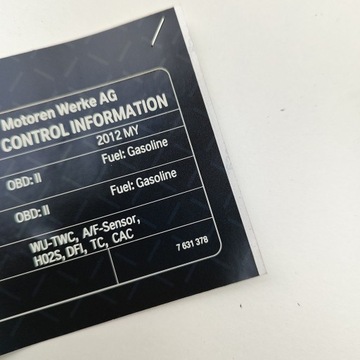 Motoren Werke AG
CONTROL INFORMATION
2012 MY
OBD: II Fuel: Gasoline
OBD: II Fuel: Gasoline
WU-TWC, A/F-Sensor,
H02S, DFI, TC, CAC
7 631 378